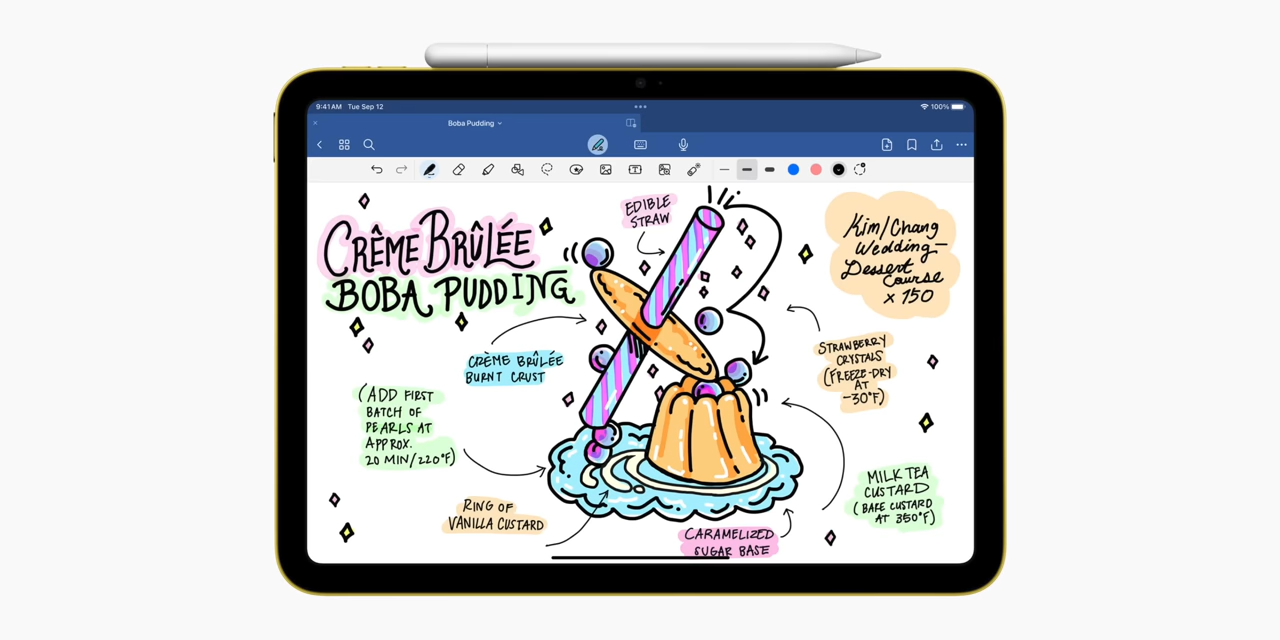 9:41 AM Tue Sep 12
100%
Boba Pudding
CRÈME BRÛLÉE
BOBA PUDDING
EDIBLE
STRAW
Kim/Chang
Wedding—
Dessert
Course
x 150
CRÈME BRÛLÉE
BURNT CRUST
STRAWBERRY
CRYSTALS
(FREEZE-DRY
AT
-30°F)
(ADD FIRST
BATCH OF
PEARLS AT
APPROX.
20 MIN/220°F)
MILK TEA
CUSTARD
(BAKE CUSTARD
AT 350°F)
RING OF
VANILLA CUSTARD
CARAMELIZED
SUGAR BASE